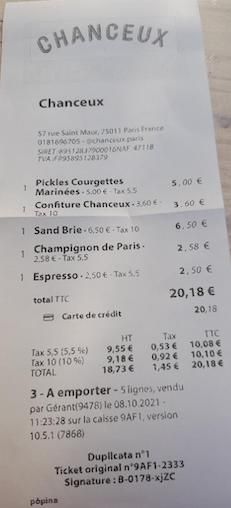 CHANCEUX
Chanceux
57 rue Saint Maur, 75011 Paris France
0181696705 - @chanceux.paris
SIRET #9512837900016NAF 4711B
TVA FR95895128379
1 Pickles Courgettes 5,00 €
Marinées - 5,00 € - Tax 5.5
1 Confiture Chanceux - 3,60 € - 3,60 €
Tax 10
1 Sand Brie - 6,50 € - Tax 10 6,50 €
1 Champignon de Paris - 2,58 €
2,58 € - Tax 5,5
1 Espresso - 2,50 € - Tax 5,5 2,50 €
total TTC 20,18 €
Carte de crédit 20,18
HT Tax TTC
Tax 5,5 (5,5 %) 9,55 € 0,53 € 10,08 €
Tax 10 (10 %) 9,18 € 0,92 € 10,10 €
TOTAL 18,73 € 1,45 € 20,18 €
3 - A emporter - 5 lignes, vendu
par Gérant(9478) le 08.10.2021 -
11:23:28 sur la caisse 9AF1, version
10.5.1 (7868)
Duplicata n°1
Ticket original n°9AF1-2333
Signature : B-0178-xjZC
pôpina